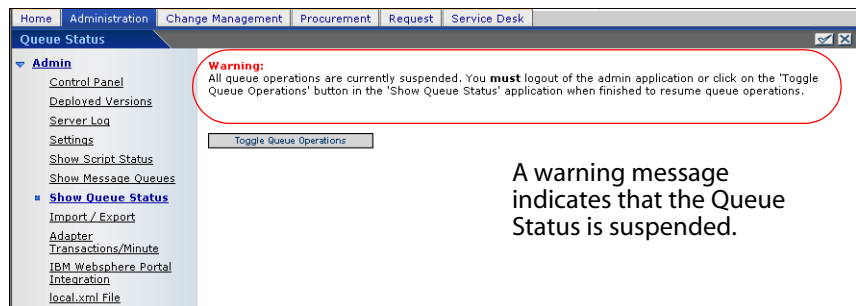 Home Administration Change Management Procurement Request Service Desk
Queue Status
Admin
Control Panel
Deployed Versions
Server Log
Settings
Show Script Status
Show Message Queues
Show Queue Status
Import / Export
Adapter
Transactions/Minute
IBM Websphere Portal
Integration
local.xml File
Warning:
All queue operations are currently suspended. You must logout of the admin application or click on the 'Toggle
Queue Operations' button in the 'Show Queue Status' application when finished to resume queue operations.
Toggle Queue Operations
A warning message
indicates that the Queue
Status is suspended.